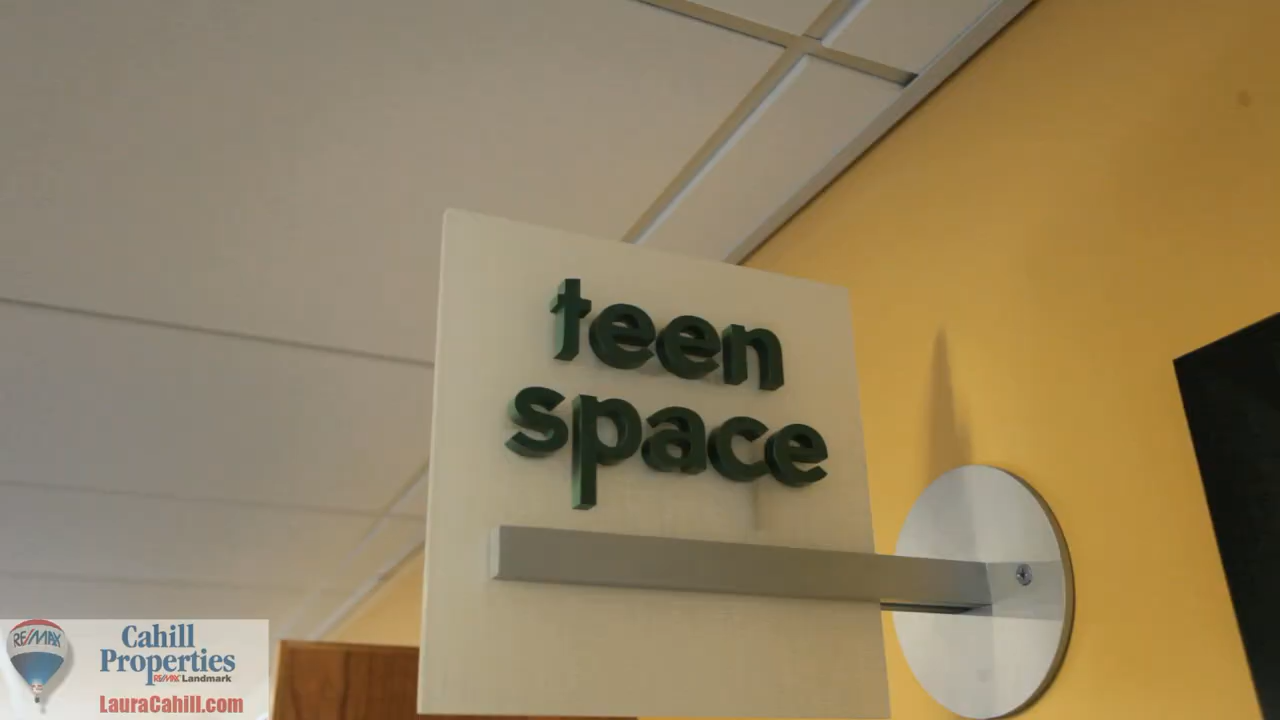 teen
space
RE/MAX
Cahill
Properties
RE/MAX Landmark
LauraCahill.com